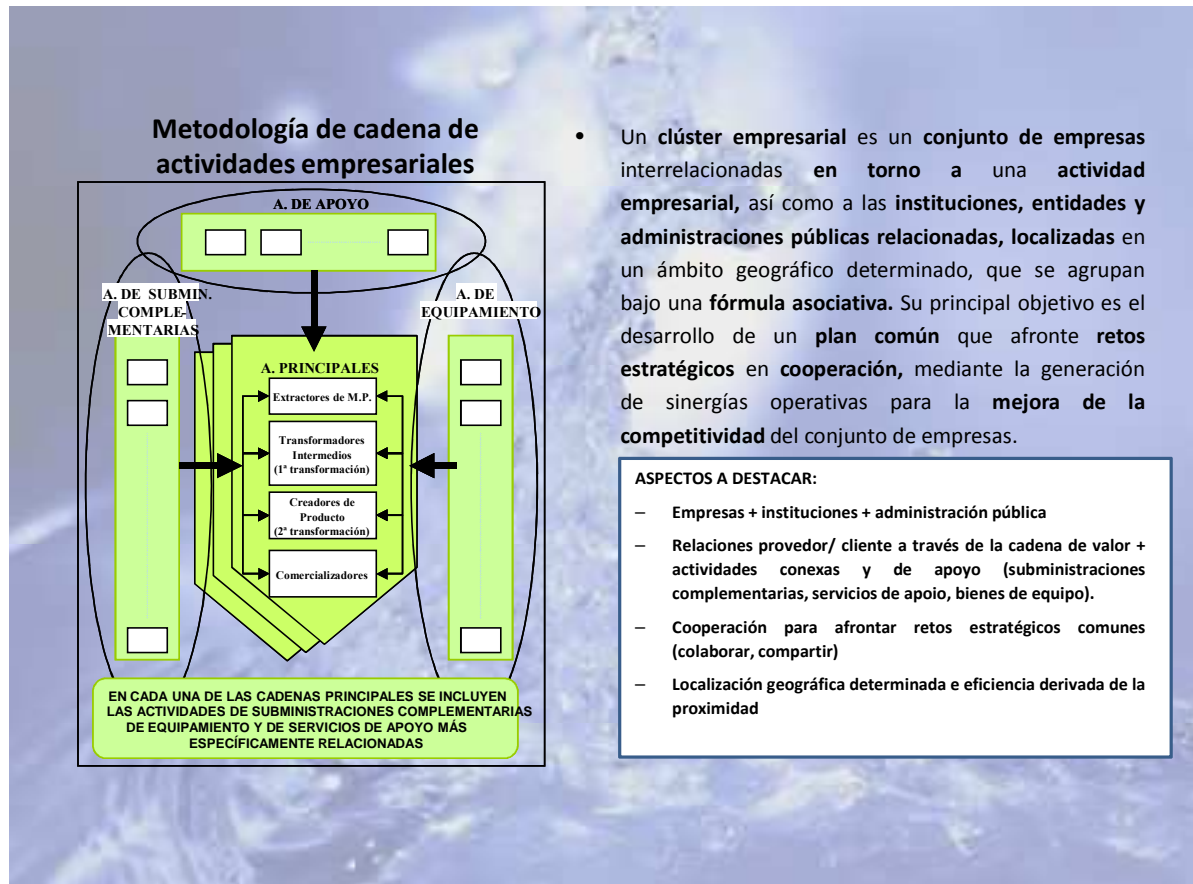 Metodología de cadena de
actividades empresariales
A. DE APOYO
A. DE SUBMIN.
COMPLE-
MENTARIAS
A. DE
EQUIPAMIENTO
A. PRINCIPALES
Extractores de M.P.
Transformadores
Intermedios
(1ª transformación)
Creadores de
Producto
(2ª transformación)
Comercializadores
EN CADA UNA DE LAS CADENAS PRINCIPALES SE INCLUYEN
LAS ACTIVIDADES DE SUBMINISTRACIONES COMPLEMENTARIAS
DE EQUIPAMIENTO Y DE SERVICIOS DE APOYO MÁS
ESPECÍFICAMENTE RELACIONADAS
• Un clúster empresarial es un conjunto de empresas
interrelacionadas en torno a una actividad
empresarial, así como a las instituciones, entidades y
administraciones públicas relacionadas, localizadas en
un ámbito geográfico determinado, que se agrupan
bajo una fórmula asociativa. Su principal objetivo es el
desarrollo de un plan común que afronte retos
estratégicos en cooperación, mediante la generación
de sinergías operativas para la mejora de la
competitividad del conjunto de empresas.
ASPECTOS A DESTACAR:
– Empresas + instituciones + administración pública
– Relaciones provedor/ cliente a través de la cadena de valor +
actividades conexas y de apoyo (subministraciones
complementarias, servicios de apoio, bienes de equipo).
– Cooperación para afrontar retos estratégicos comunes
(colaborar, compartir)
– Localización geográfica determinada e eficiencia derivada de la
proximidad